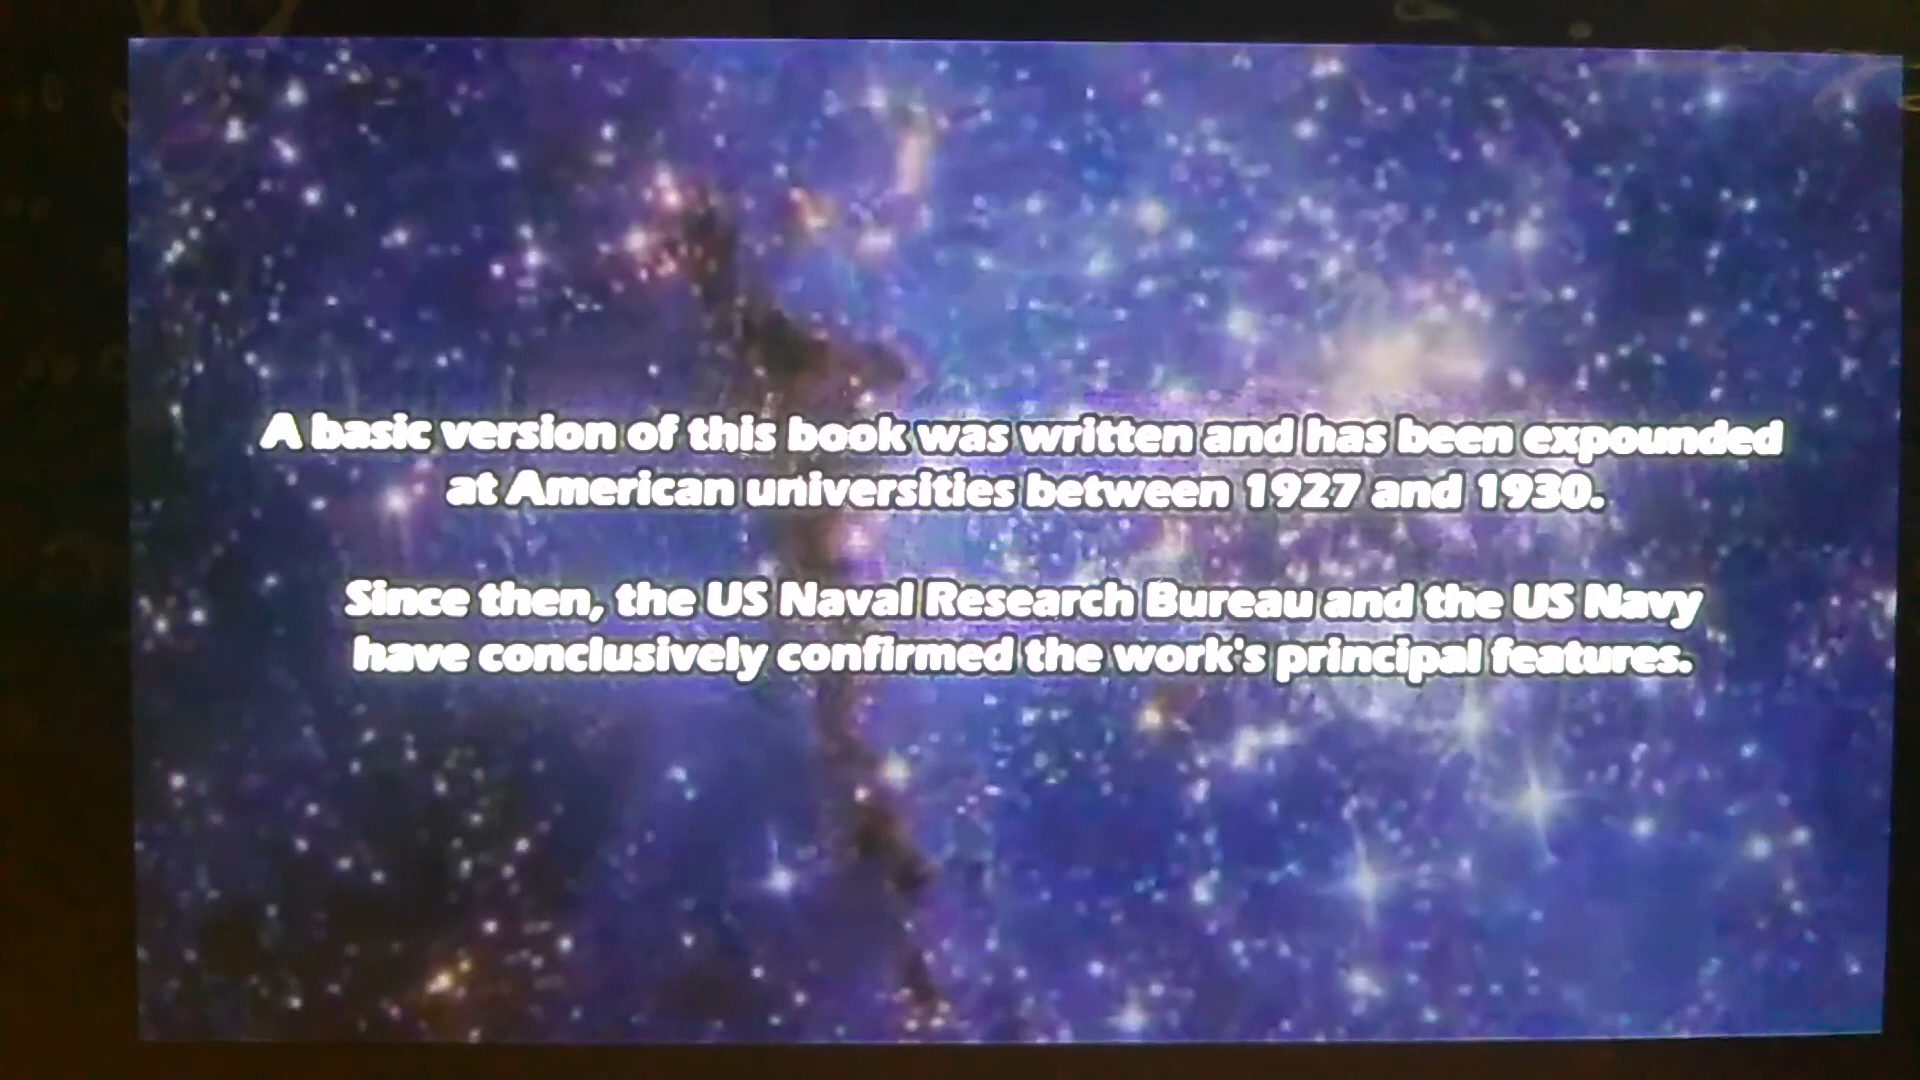 A basic version of this book was written and has been expounded
at American universities between 1927 and 1930.
Since then, the US Naval Research Bureau and the US Navy
have conclusively confirmed the work's principal features.